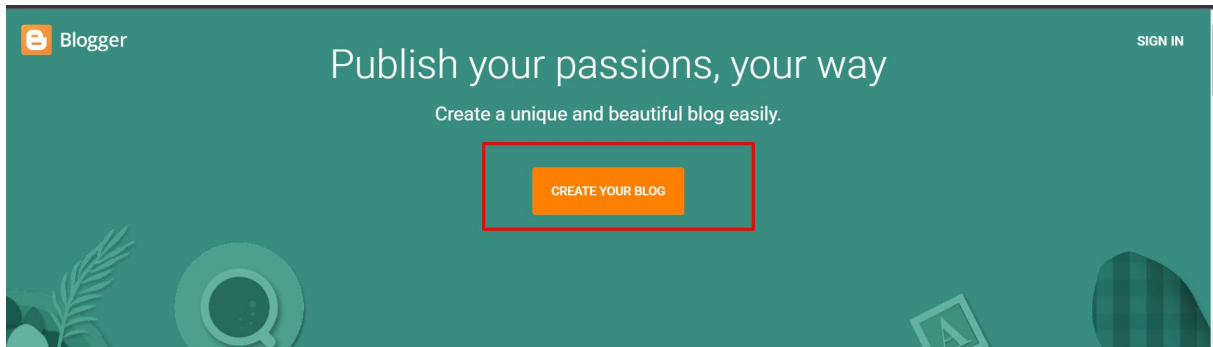 Blogger
SIGN IN
Publish your passions, your way
Create a unique and beautiful blog easily.
CREATE YOUR BLOG
A